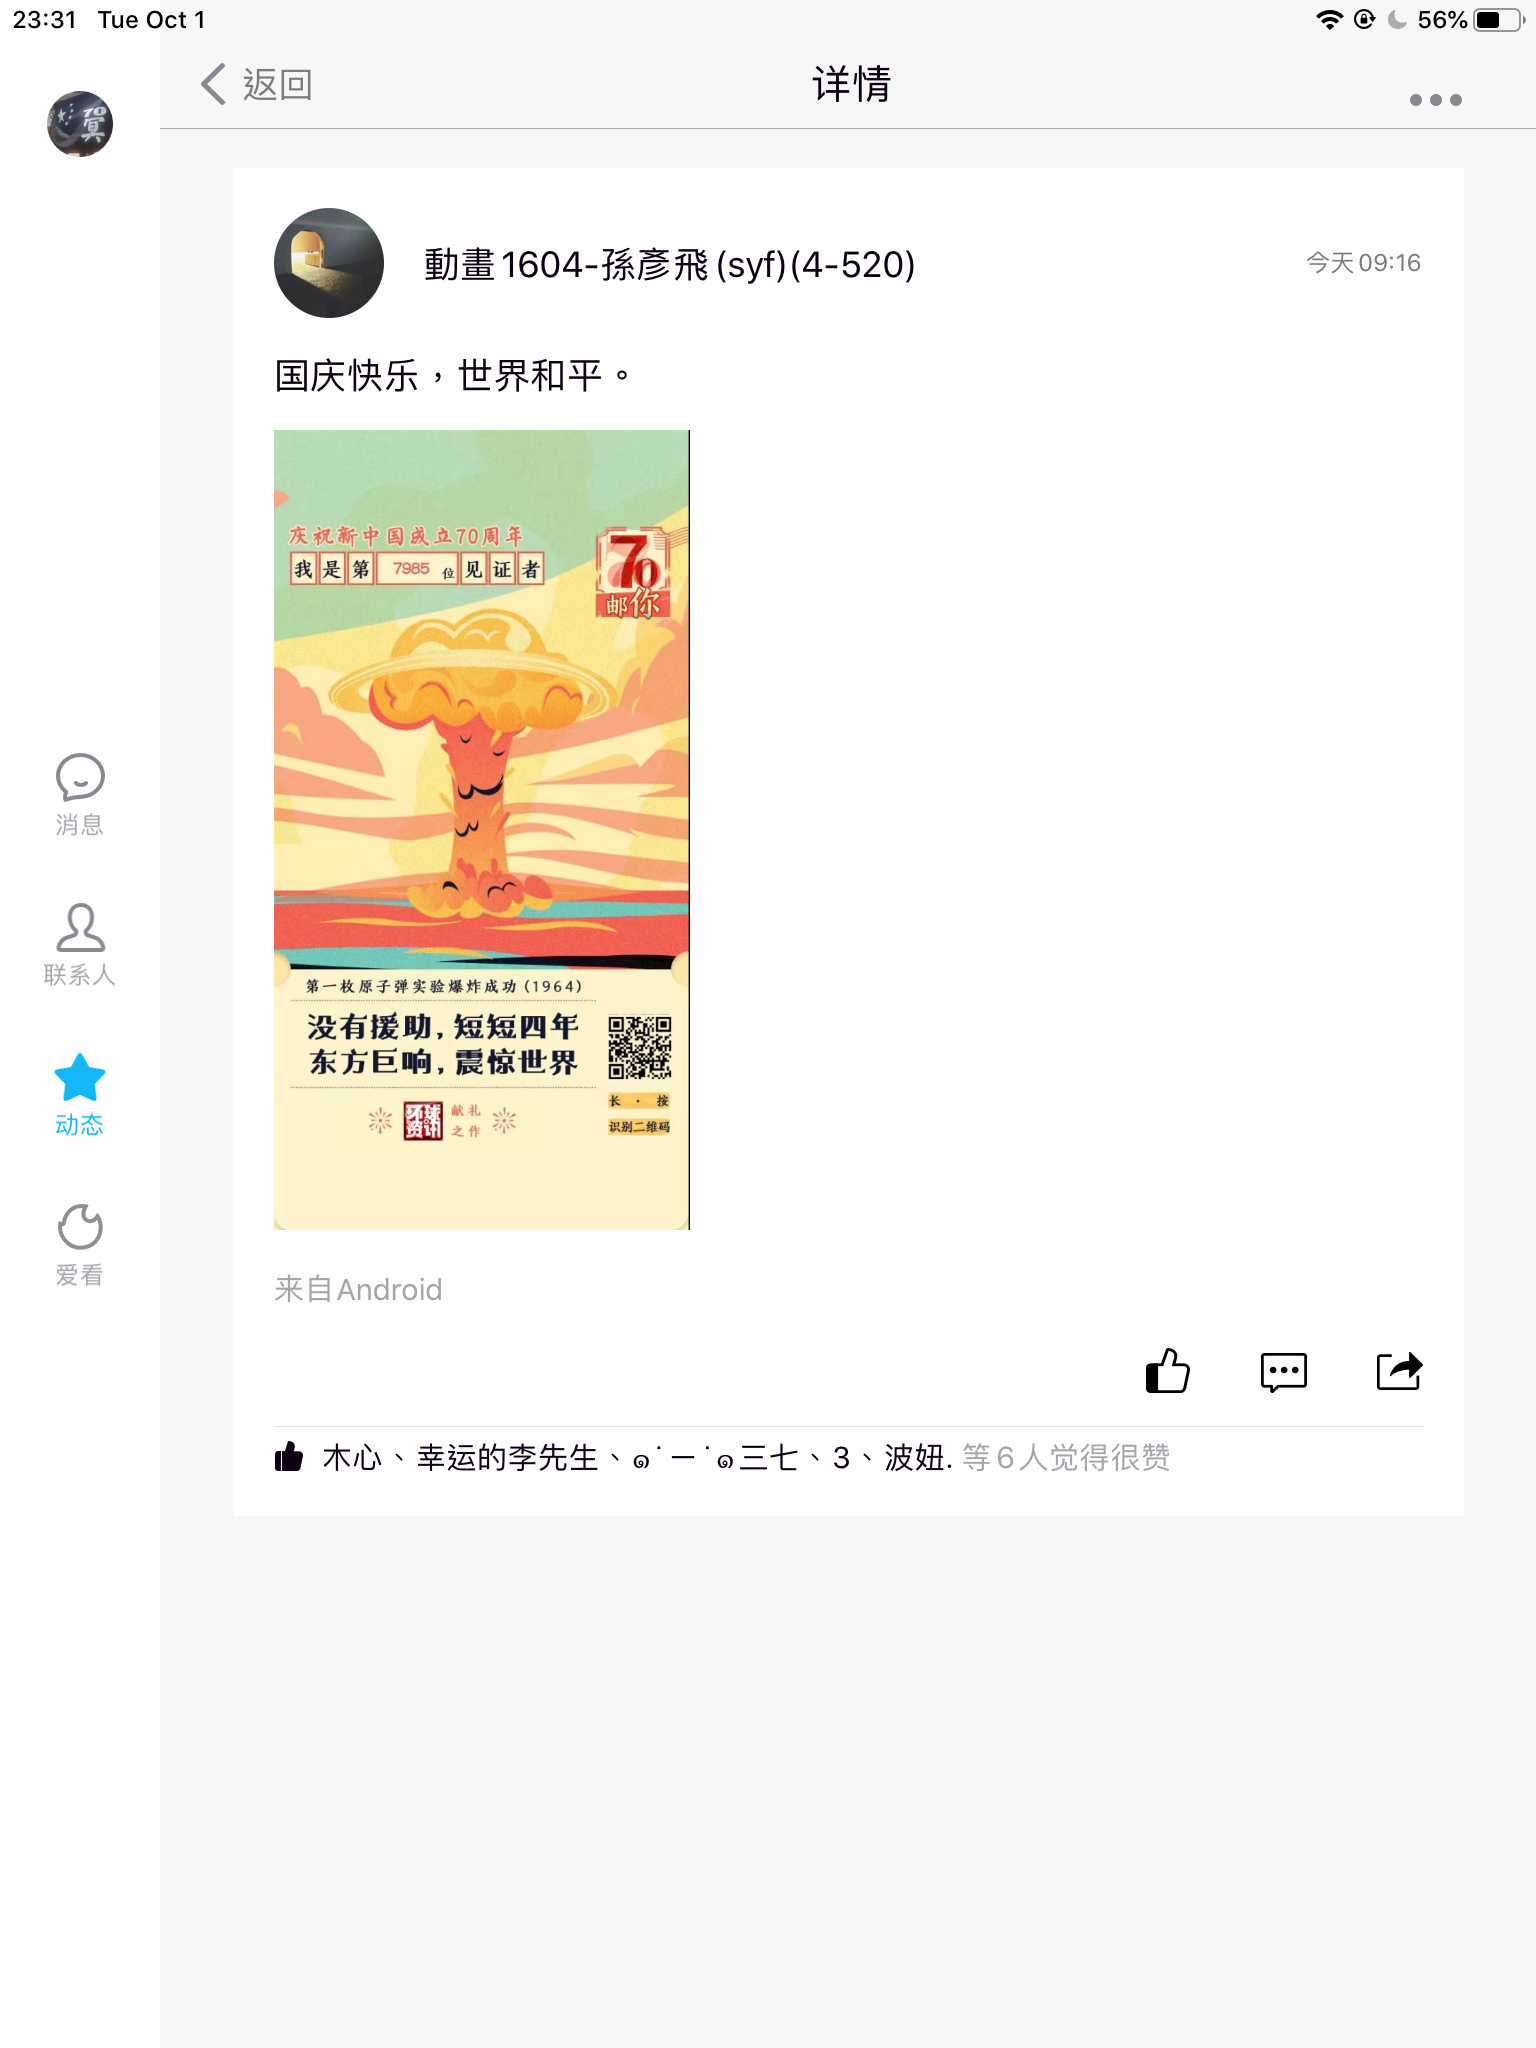 23:31 Tue Oct 1
56%
返回
详情
動畫1604-孫彥飛(syf)(4-520)
今天09:16
国庆快乐，世界和平。
庆祝新中国成立70周年
我是第 7985 位见证者
70
邮你
第一枚原子弹实验爆炸成功(1964)
没有援助，短短四年
东方巨响，震惊世界
长·按
识别二维码
环球
资讯
献礼
之作
来自Android
木心、幸运的李先生、๑˙ー˙๑三七、3、波妞. 等6人觉得很赞
消息
联系人
动态
爱看